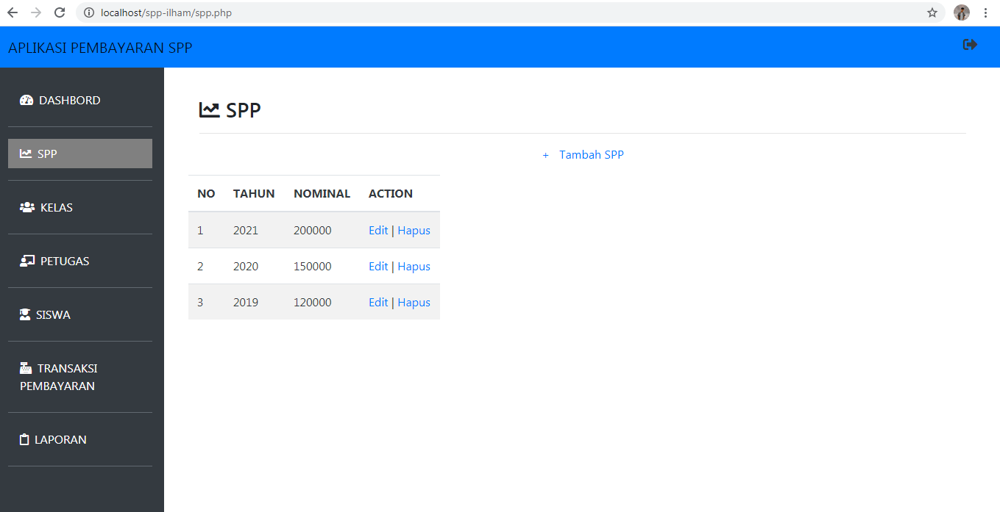 localhost/spp-ilham/spp.php
APLIKASI PEMBAYARAN SPP
DASHBORD
SPP
KELAS
PETUGAS
SISWA
TRANSAKSI
PEMBAYARAN
LAPORAN
SPP
+ Tambah SPP
NO TAHUN NOMINAL ACTION
1 2021 200000 Edit | Hapus
2 2020 150000 Edit | Hapus
3 2019 120000 Edit | Hapus